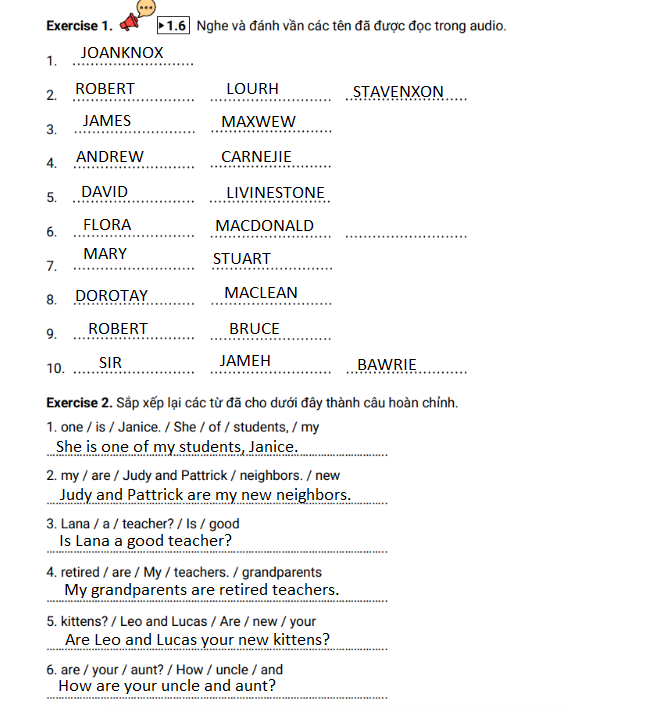 Exercise 1. ▶1.6 Nghe và đánh vần các tên đã được đọc trong audio.
1. JOANKNOX
2. ROBERT LOURH STAVENXON
3. JAMES MAXWEW
4. ANDREW CARNEJIE
5. DAVID LIVINESTONE
6. FLORA MACDONALD
7. MARY STUART
8. DOROTAY MACLEAN
9. ROBERT BRUCE
10. SIR JAMEH BAWRIE
Exercise 2. Sắp xếp lại các từ đã cho dưới đây thành câu hoàn chỉnh.
1. one / is / Janice. / She / of / students, / my
She is one of my students, Janice.
2. my / are / Judy and Pattrick / neighbors. / new
Judy and Pattrick are my new neighbors.
3. Lana / a / teacher? / Is / good
Is Lana a good teacher?
4. retired / are / My / teachers. / grandparents
My grandparents are retired teachers.
5. kittens? / Leo and Lucas / Are / new / your
Are Leo and Lucas your new kittens?
6. are / your / aunt? / How / uncle / and
How are your uncle and aunt?